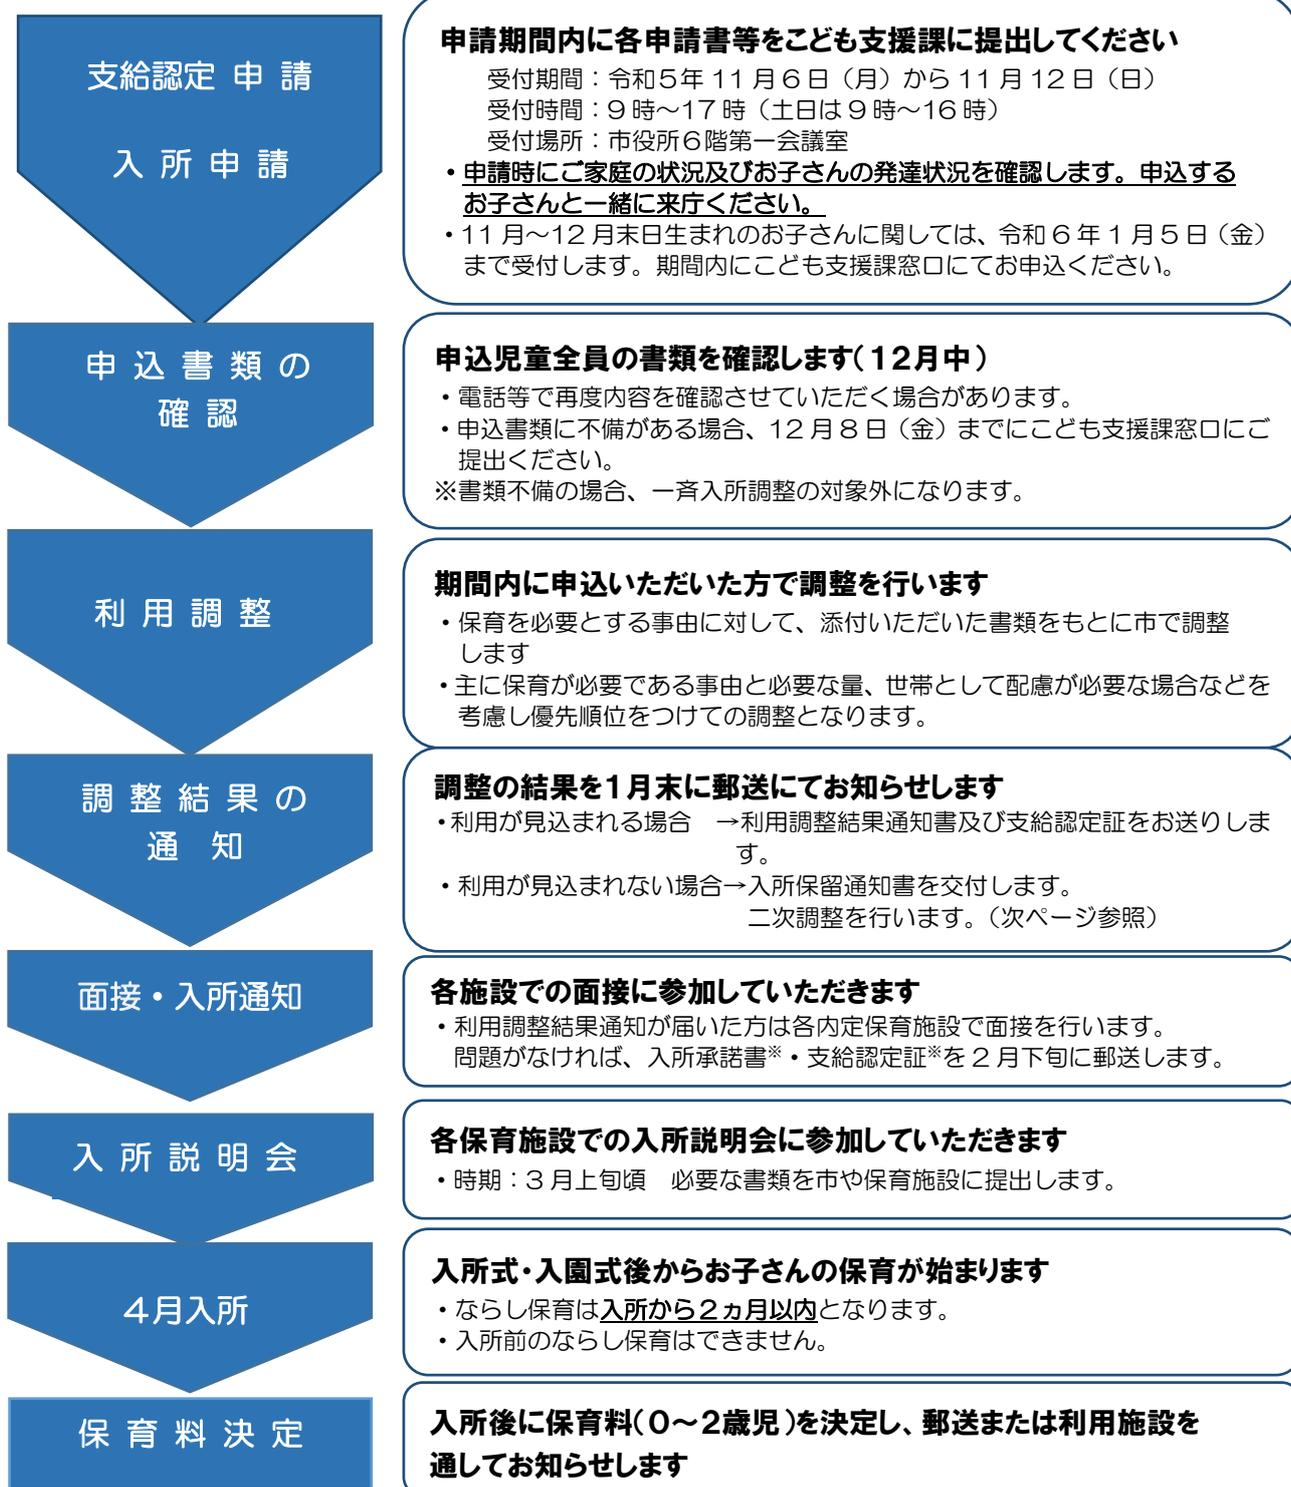 支給認定 申 請
入 所 申 請
申請期間内に各申請書等をこども支援課に提出してください
受付期間：令和５年 11 月６日（月）から 11 月 12 日（日）
受付時間：９時～17 時（土日は９時～16 時）
受付場所：市役所６階第一会議室
・申請時にご家庭の状況及びお子さんの発達状況を確認します。申込する
お子さんと一緒に来庁ください。
・11 月～12 月末日生まれのお子さんに関しては、令和６年１月５日（金）
まで受付します。期間内にこども支援課窓口にてお申込ください。
申 込 書 類 の
確 認
申込児童全員の書類を確認します（１２月中）
・電話等で再度内容を確認させていただく場合があります。
・申込書類に不備がある場合、12 月８日（金）までにこども支援課窓口にご
提出ください。
※書類不備の場合、一斉入所調整の対象外になります。
利 用 調 整
期間内に申込いただいた方で調整を行います
・保育を必要とする事由に対して、添付いただいた書類をもとに市で調整
します
・主に保育が必要である事由と必要な量、世帯として配慮が必要な場合などを
考慮し優先順位をつけての調整となります。
調 整 結 果 の
通 知
調整の結果を１月末に郵送にてお知らせします
・利用が見込まれる場合　→利用調整結果通知書及び支給認定証をお送りしま
す。
・利用が見込まれない場合→入所保留通知書を交付します。
二次調整を行います。（次ページ参照）
面接・入所通知
各施設での面接に参加していただきます
・利用調整結果通知が届いた方は各内定保育施設で面接を行います。
問題がなければ、入所承諾書※・支給認定証※を２月下旬に郵送します。
入 所 説 明 会
各保育施設での入所説明会に参加していただきます
・時期：３月上旬頃　必要な書類を市や保育施設に提出します。
４月入所
入所式・入園式後からお子さんの保育が始まります
・ならし保育は入所から２ヵ月以内となります。
・入所前のならし保育はできません。
保 育 料 決 定
入所後に保育料（０～２歳児）を決定し、郵送または利用施設を
通してお知らせします